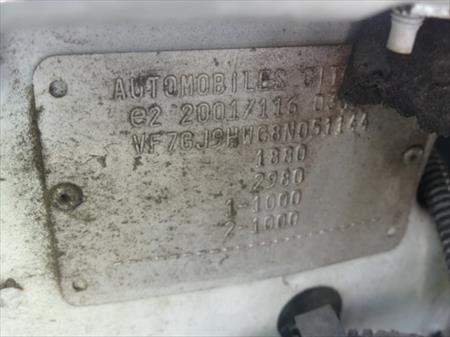 AUTOMOBILES
e2 2001/116
VF7GJ9HWC8N051144
1880
2980
1-1000
2-1000